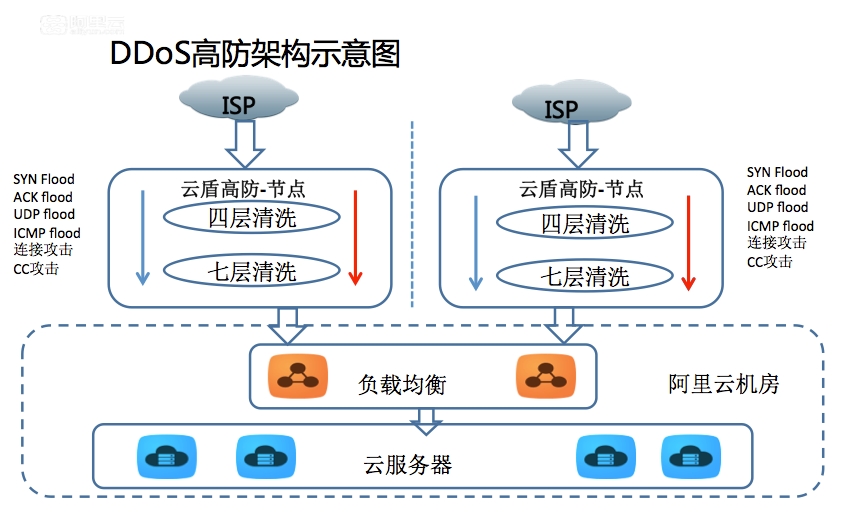 DDoS高防架构示意图
ISP
ISP
SYN Flood
ACK flood
UDP flood
ICMP flood
连接攻击
CC攻击
云盾高防-节点
四层清洗
七层清洗
云盾高防-节点
四层清洗
七层清洗
SYN Flood
ACK flood
UDP flood
ICMP flood
连接攻击
CC攻击
负载均衡
阿里云机房
云服务器